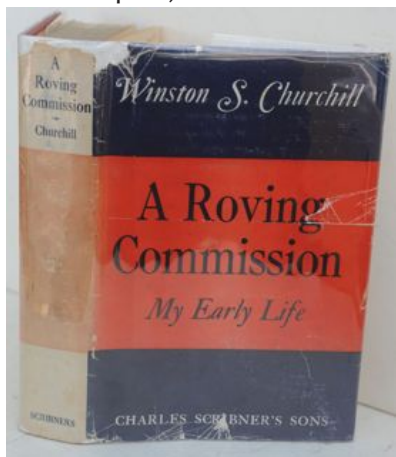 A
Roving
Commission
Churchill
SCRIBNERS
Winston S. Churchill
A Roving
Commission
My Early Life
CHARLES SCRIBNER'S SONS